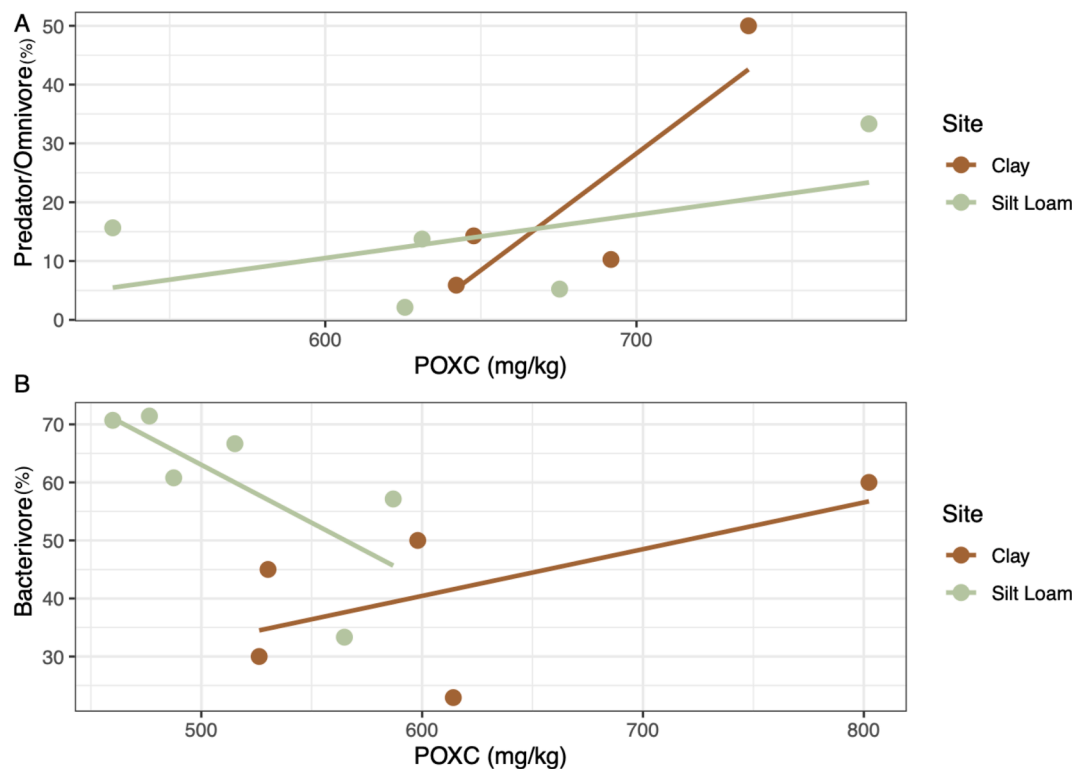 A
Predator/Omnivore(%)
50
40
30
20
10
0
600 700
POXC (mg/kg)
Site
Clay
Silt Loam
B
Bacterivore(%)
70
60
50
40
30
500 600 700 800
POXC (mg/kg)
Site
Clay
Silt Loam